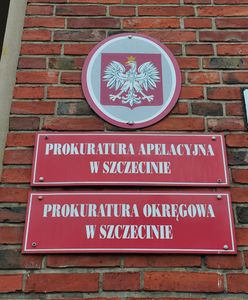 PROKURATURA APELACYJNA
W SZCZECINIE
PROKURATURA OKRĘGOWA
W SZCZECINIE